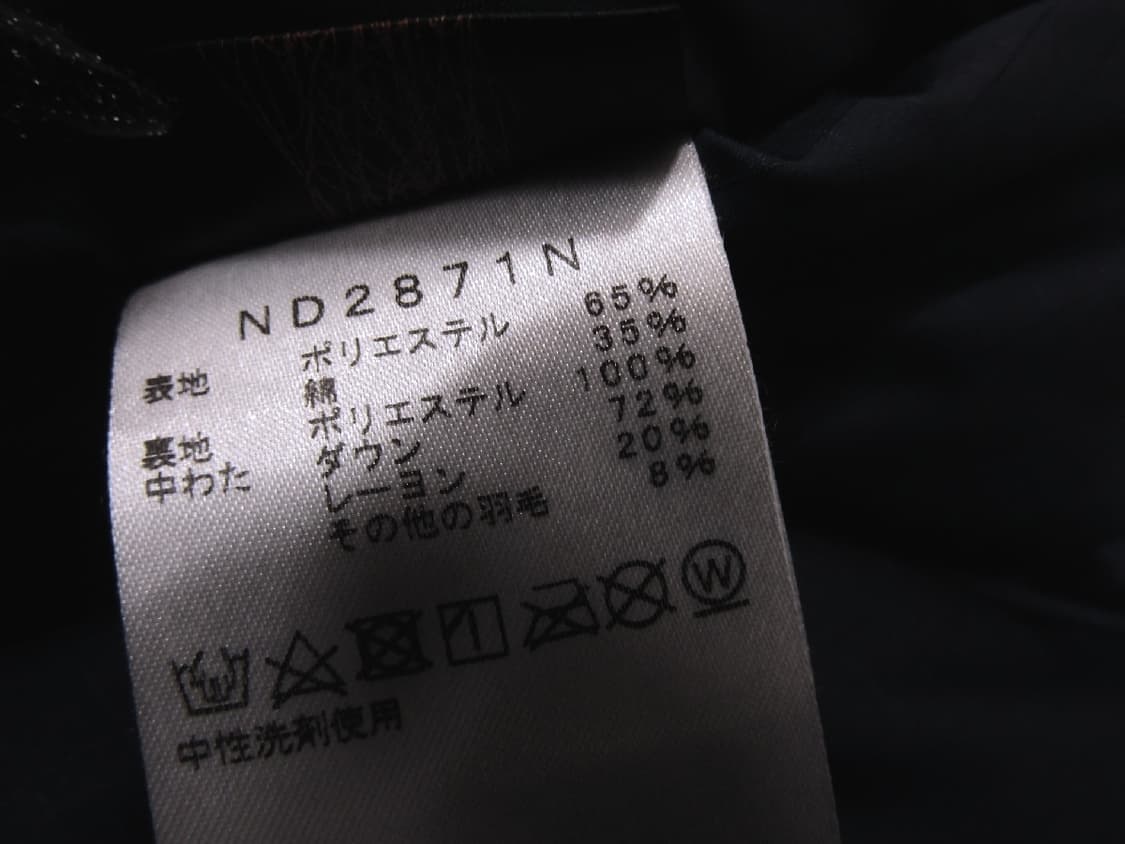 ND2871N
表地 ポリエステル 65%
綿 35%
裏地 ポリエステル 100%
中わた ダウン 72%
レーヨン 20%
その他の羽毛 8%
W
中性洗剤使用